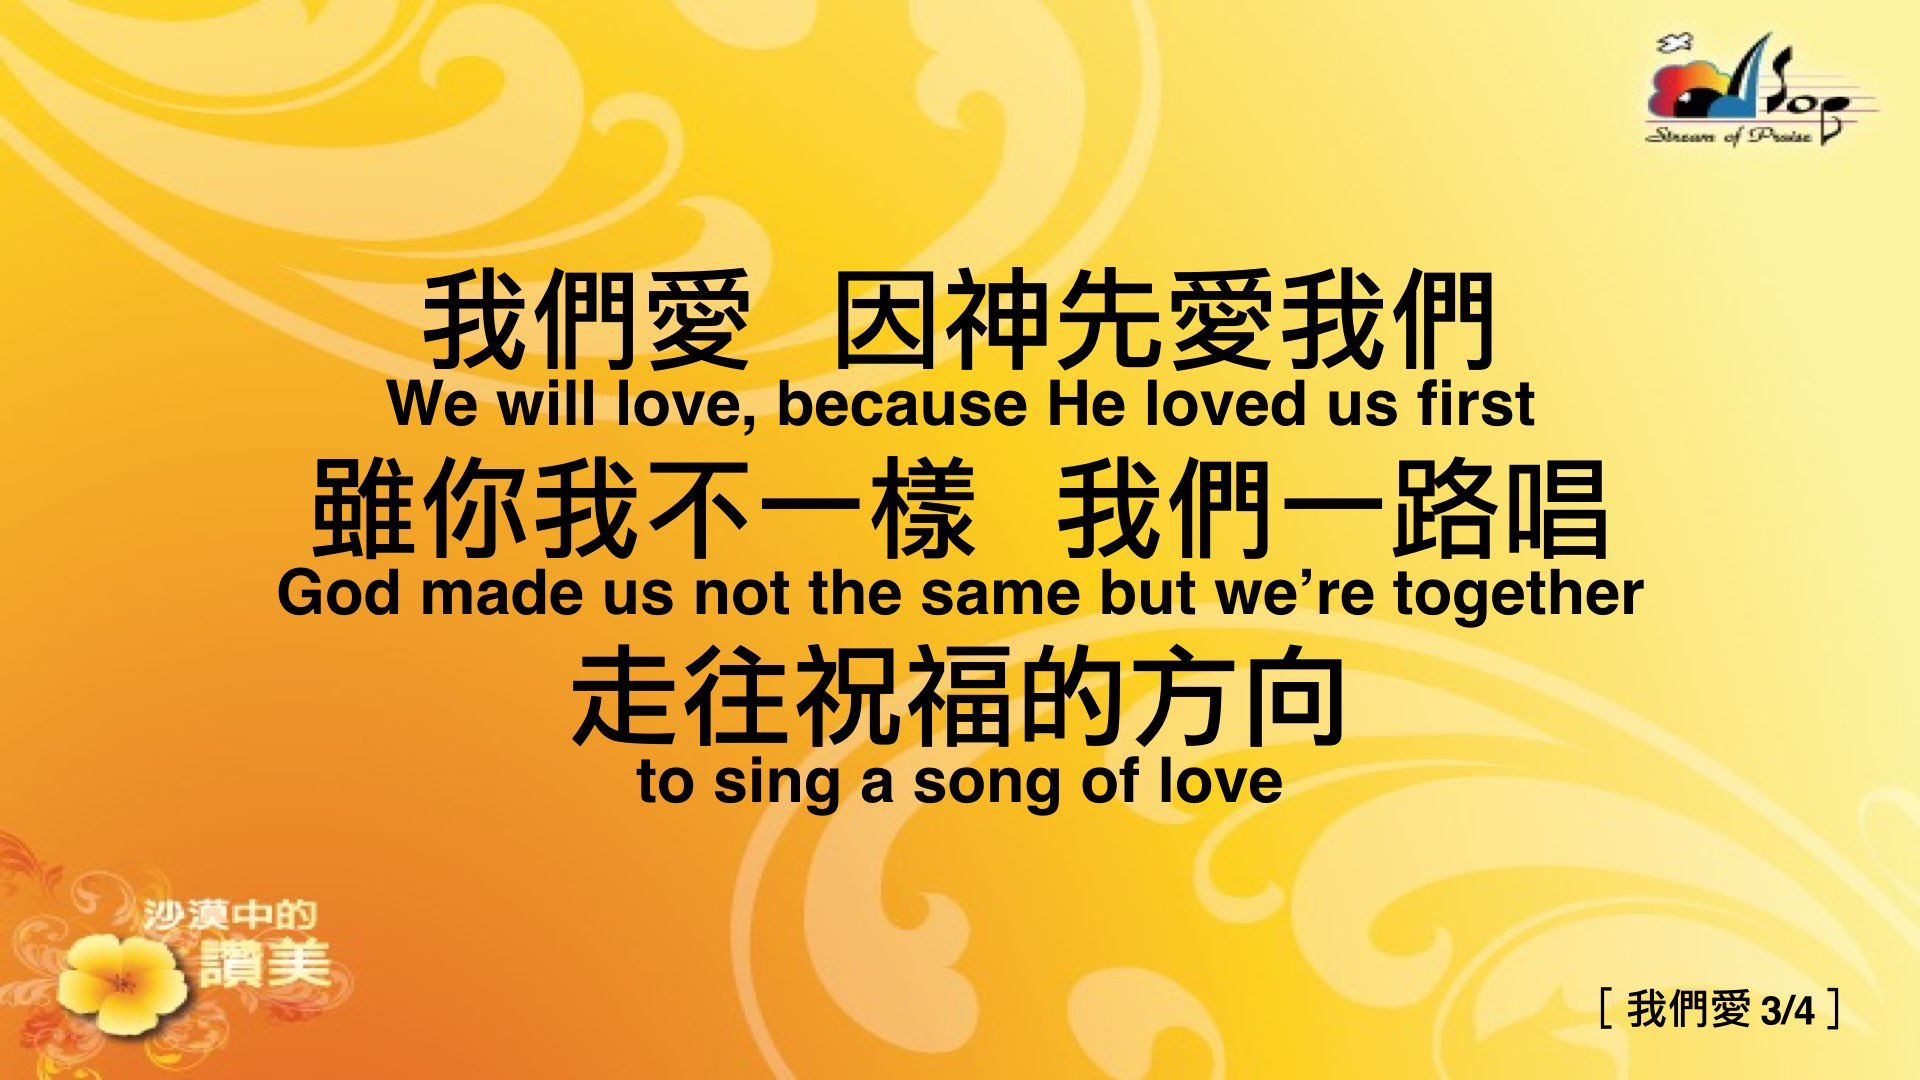 Sop
Stream of Praise
我們愛 因神先愛我們
We will love, because He loved us first
雖你我不一樣 我們一路唱
God made us not the same but we’re together
走往祝福的方向
to sing a song of love
沙漠中的
讚美
[ 我們愛 3/4 ]